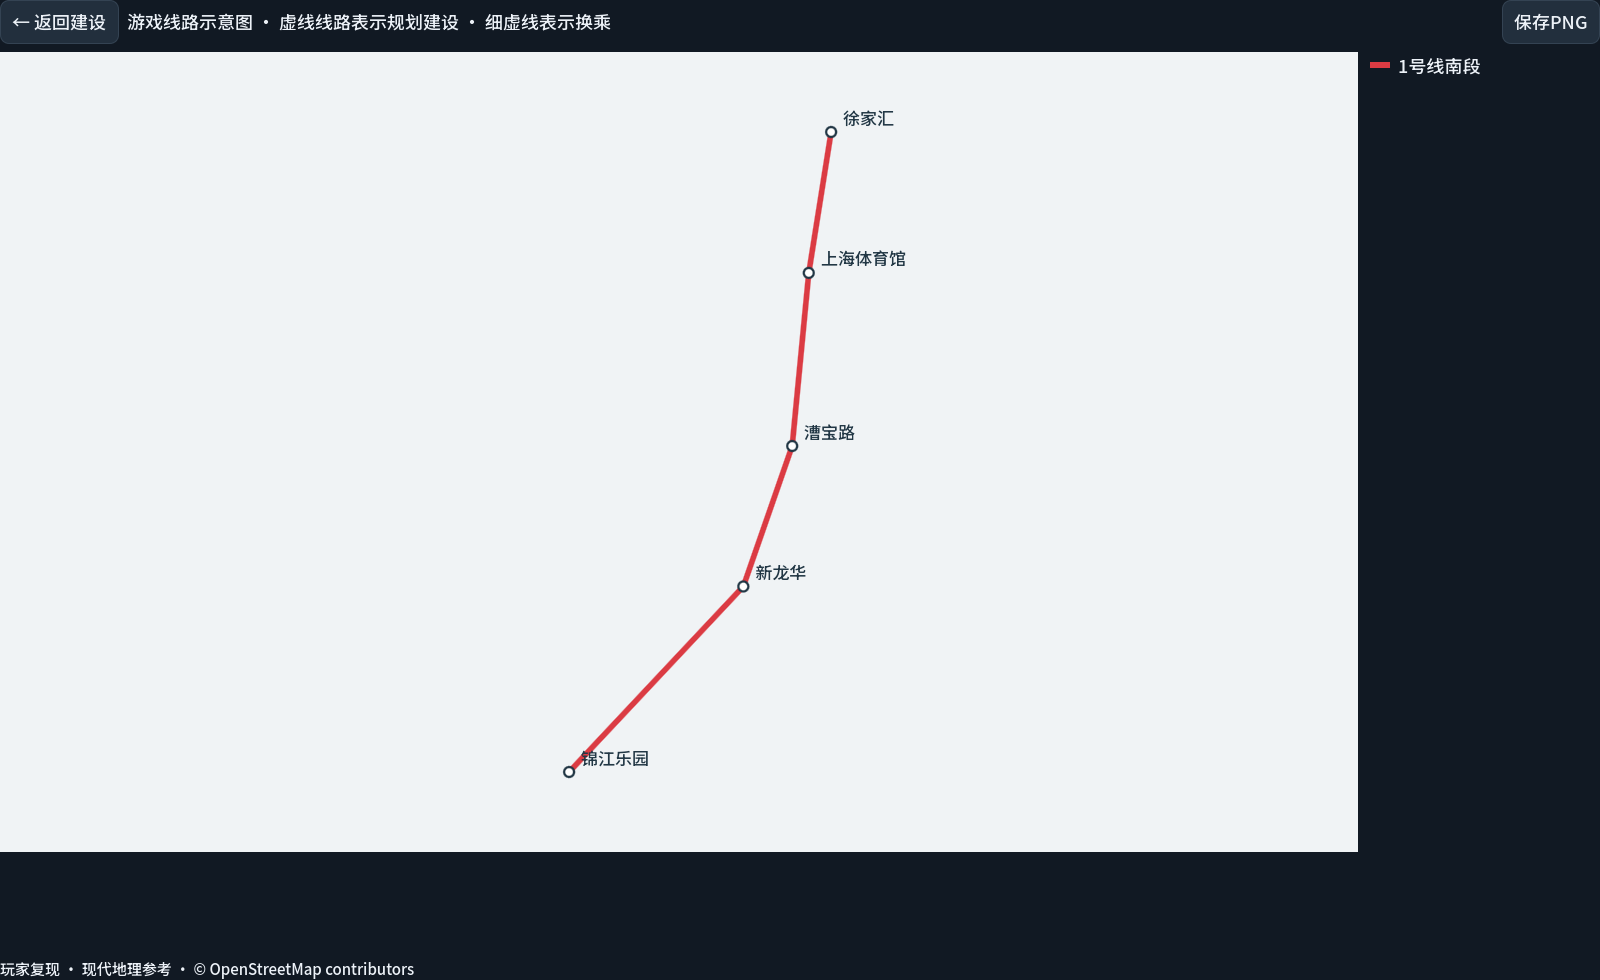 ← 返回建设
游戏线路示意图 · 虚线线路表示规划建设 · 细虚线表示换乘
保存PNG
1号线南段
徐家汇
上海体育馆
漕宝路
新龙华
锦江乐园
玩家复现 · 现代地理参考 · © OpenStreetMap contributors